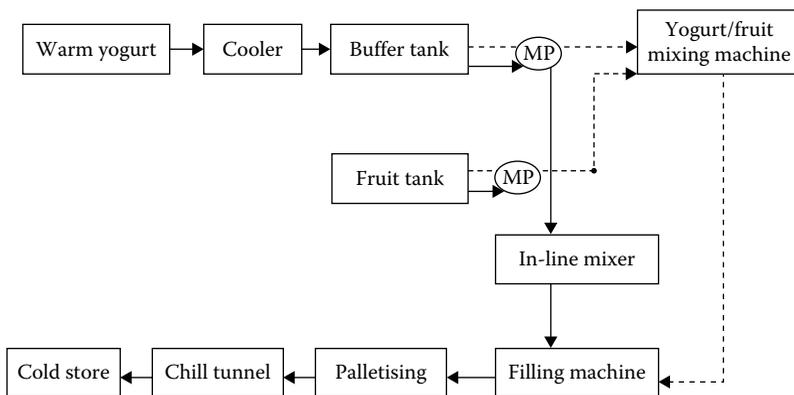 Warm yogurt
Cooler
Buffer tank
MP
Yogurt/fruit
mixing machine
Fruit tank
MP
In-line mixer
Cold store
Chill tunnel
Palletising
Filling machine